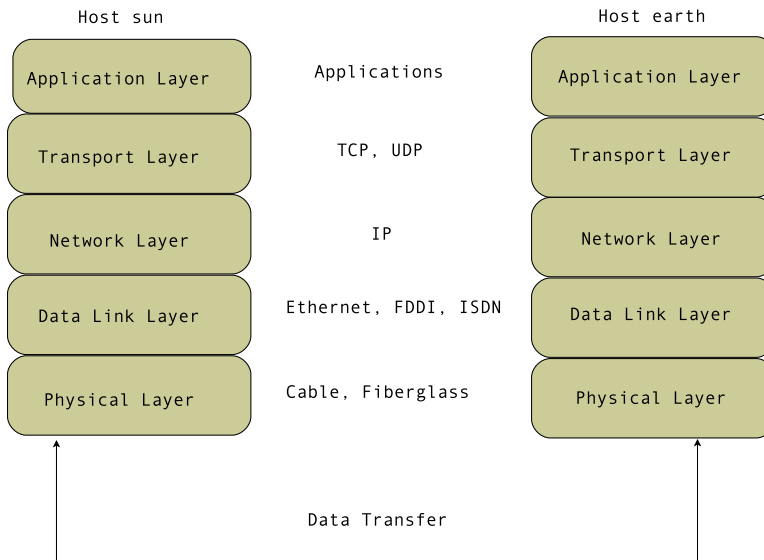 Host sun
Host earth
Application Layer
Applications
Application Layer
Transport Layer
TCP, UDP
Transport Layer
Network Layer
IP
Network Layer
Data Link Layer
Ethernet, FDDI, ISDN
Data Link Layer
Physical Layer
Cable, Fiberglass
Physical Layer
Data Transfer